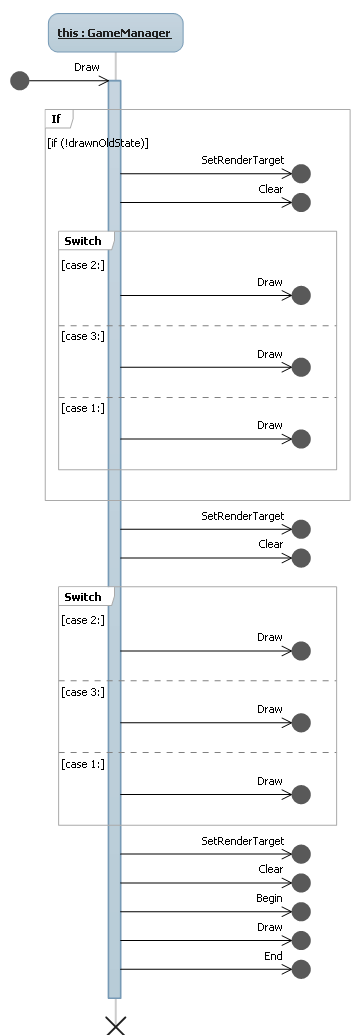 this : GameManager
Draw
If
[if (!drawnOldState)]
SetRenderTarget
Clear
Switch
[case 2:]
Draw
[case 3:]
Draw
[case 1:]
Draw
SetRenderTarget
Clear
Switch
[case 2:]
Draw
[case 3:]
Draw
[case 1:]
Draw
SetRenderTarget
Clear
Begin
Draw
End